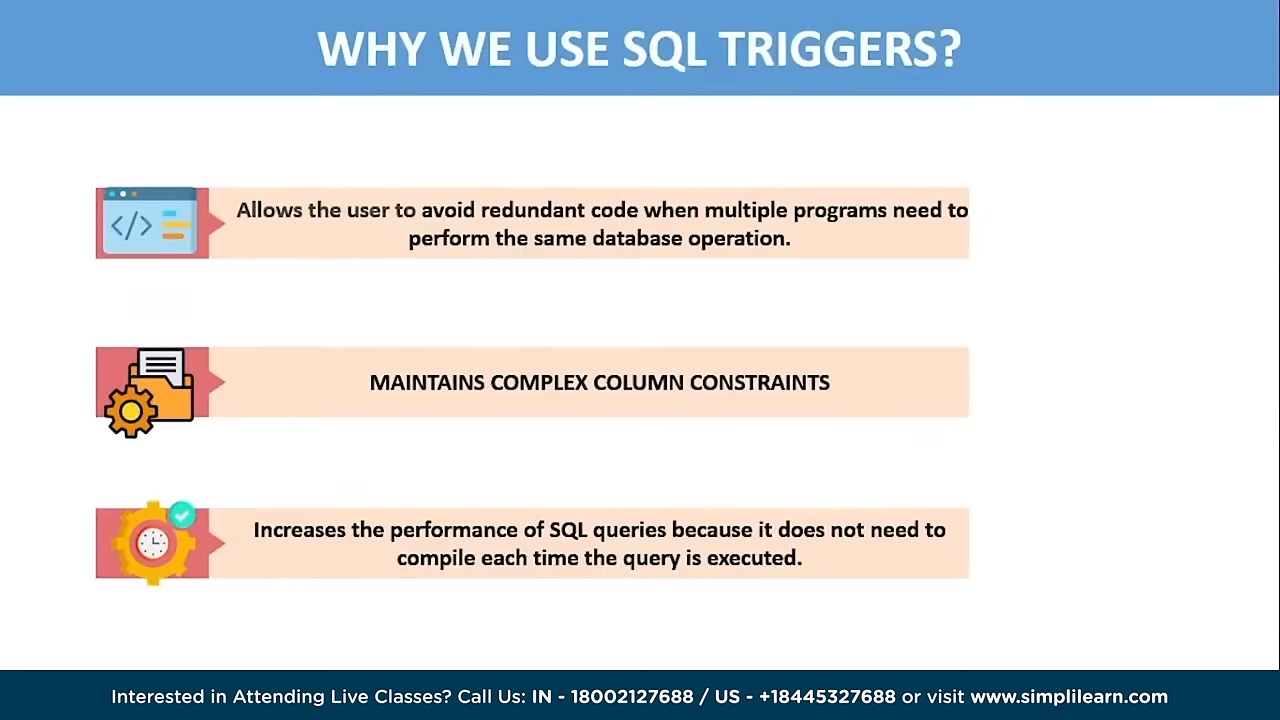 WHY WE USE SQL TRIGGERS?
</>
Allows the user to avoid redundant code when multiple programs need to
perform the same database operation.
MAINTAINS COMPLEX COLUMN CONSTRAINTS
Increases the performance of SQL queries because it does not need to
compile each time the query is executed.
Interested in Attending Live Classes? Call Us: IN - 18002127688 / US - +18445327688 or visit www.simplilearn.com